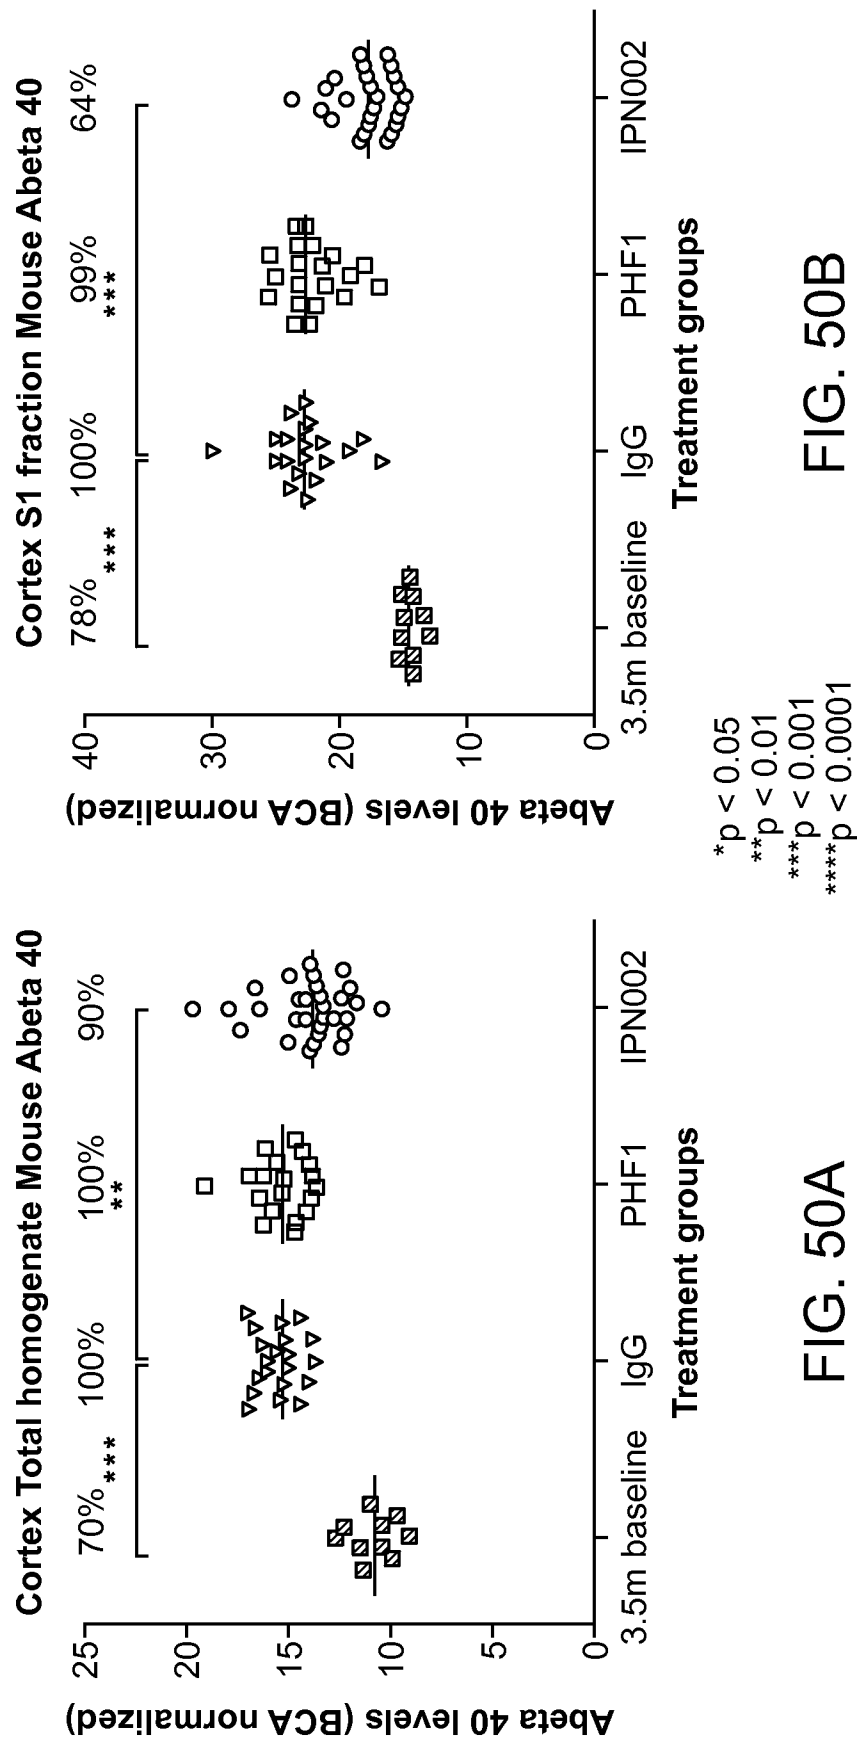 Cortex Total homogenate Mouse Abeta 40
70% 100% 100% 90%
*** **
Abeta 40 levels (BCA normalized)
25
20
15
10
5
0
3.5m baseline IgG PHF1 IPN002
Treatment groups
FIG. 50A
Cortex S1 fraction Mouse Abeta 40
78% 100% 99% 64%
*** ***
Abeta 40 levels (BCA normalized)
40
30
20
10
0
3.5m baseline IgG PHF1 IPN002
Treatment groups
*p < 0.05
**p < 0.01
***p < 0.001
****p < 0.0001
FIG. 50B